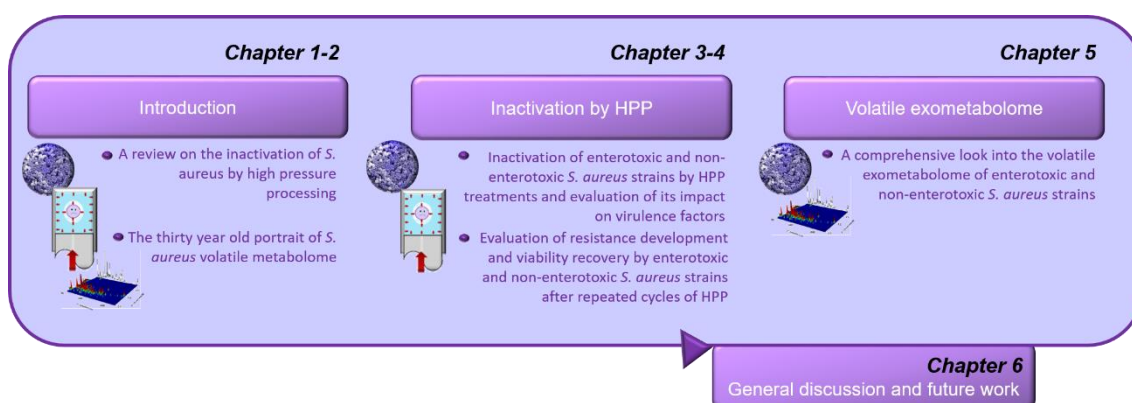 Chapter 1-2
Introduction
A review on the inactivation of S.
aureus by high pressure
processing
The thirty year old portrait of S.
aureus volatile metabolome
Chapter 3-4
Inactivation by HPP
Inactivation of enterotoxic and non-
enterotoxic S. aureus strains by HPP
treatments and evaluation of its impact
on virulence factors
Evaluation of resistance development
and viability recovery by enterotoxic
and non-enterotoxic S. aureus strains
after repeated cycles of HPP
Chapter 5
Volatile exometabolome
A comprehensive look into the volatile
exometabolome of enterotoxic and
non-enterotoxic S. aureus strains
Chapter 6
General discussion and future work